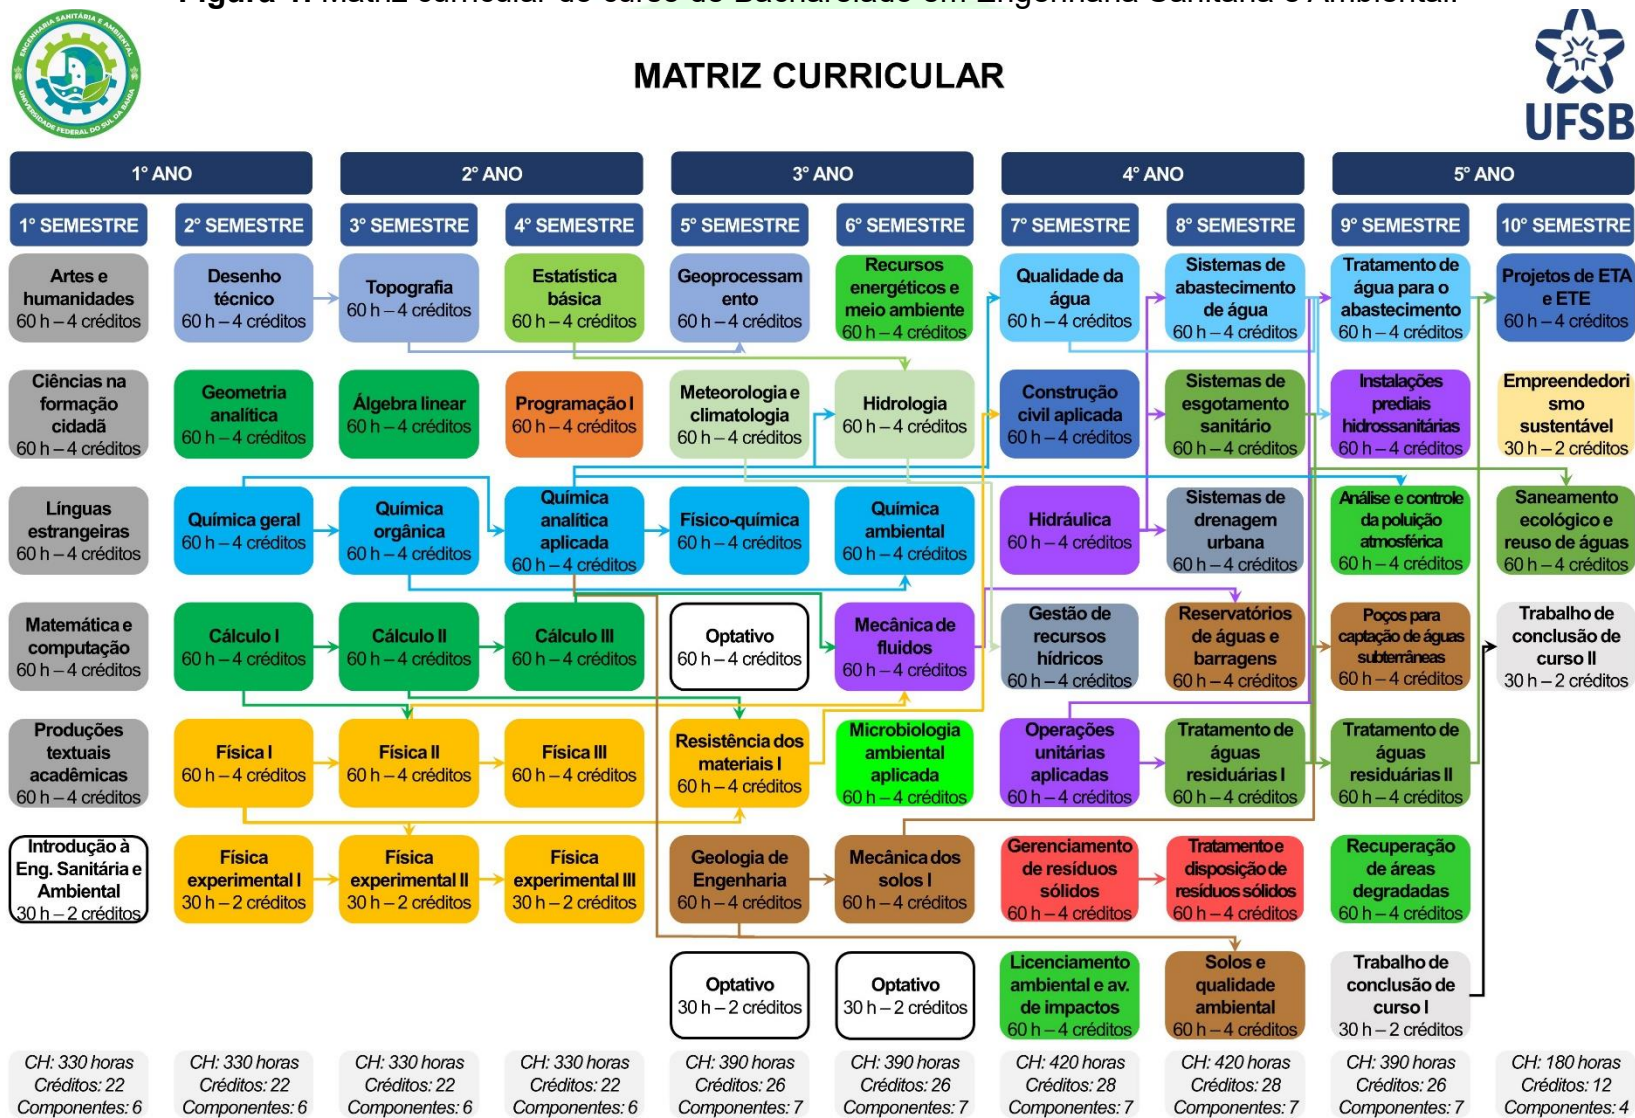 Figura 1. Matriz curricular do curso de Bacharelado em Engenharia Sanitária e Ambiental.
ENGENHARIA SANITÁRIA E AMBIENTAL
UNIVERSIDADE FEDERAL DO SUL DA BAHIA
MATRIZ CURRICULAR
UFSB
1° ANO
2° ANO
3° ANO
4° ANO
5° ANO
1° SEMESTRE
2° SEMESTRE
3° SEMESTRE
4° SEMESTRE
5° SEMESTRE
6° SEMESTRE
7° SEMESTRE
8° SEMESTRE
9° SEMESTRE
10° SEMESTRE
Artes e
humanidades
60 h – 4 créditos
Desenho
técnico
60 h – 4 créditos
Topografia
60 h – 4 créditos
Estatística
básica
60 h – 4 créditos
Geoprocessam
ento
60 h – 4 créditos
Recursos
energéticos e
meio ambiente
60 h – 4 créditos
Qualidade da
água
60 h – 4 créditos
Sistemas de
abastecimento
de água
60 h – 4 créditos
Tratamento de
água para o
abastecimento
60 h – 4 créditos
Projetos de ETA
e ETE
60 h – 4 créditos
Ciências na
formação
cidadã
60 h – 4 créditos
Geometria
analítica
60 h – 4 créditos
Álgebra linear
60 h – 4 créditos
Programação I
60 h – 4 créditos
Meteorologia e
climatologia
60 h – 4 créditos
Hidrologia
60 h – 4 créditos
Construção
civil aplicada
60 h – 4 créditos
Sistemas de
esgotamento
sanitário
60 h – 4 créditos
Instalações
prediais
hidrossanitárias
60 h – 4 créditos
Empreendedori
smo
sustentável
30 h – 2 créditos
Línguas
estrangeiras
60 h – 4 créditos
Química geral
60 h – 4 créditos
Química
orgânica
60 h – 4 créditos
Química
analítica
aplicada
60 h – 4 créditos
Físico-química
60 h – 4 créditos
Química
ambiental
60 h – 4 créditos
Hidráulica
60 h – 4 créditos
Sistemas de
drenagem
urbana
60 h – 4 créditos
Análise e controle
da poluição
atmosférica
60 h – 4 créditos
Saneamento
ecológico e
reuso de águas
60 h – 4 créditos
Matemática e
computação
60 h – 4 créditos
Cálculo I
60 h – 4 créditos
Cálculo II
60 h – 4 créditos
Cálculo III
60 h – 4 créditos
Optativo
60 h – 4 créditos
Mecânica de
fluidos
60 h – 4 créditos
Gestão de
recursos
hídricos
60 h – 4 créditos
Reservatórios
de águas e
barragens
60 h – 4 créditos
Poços para
captação de águas
subterrâneas
60 h – 4 créditos
Trabalho de
conclusão de
curso II
30 h – 2 créditos
Produções
textuais
acadêmicas
60 h – 4 créditos
Física I
60 h – 4 créditos
Física II
60 h – 4 créditos
Física III
60 h – 4 créditos
Resistência dos
materiais I
60 h – 4 créditos
Microbiologia
ambiental
aplicada
60 h – 4 créditos
Operações
unitárias
aplicadas
60 h – 4 créditos
Tratamento de
águas
residuárias I
60 h – 4 créditos
Tratamento de
águas
residuárias II
60 h – 4 créditos
Introdução à
Eng. Sanitária e
Ambiental
30 h – 2 créditos
Física
experimental I
30 h – 2 créditos
Física
experimental II
30 h – 2 créditos
Física
experimental III
30 h – 2 créditos
Geologia de
Engenharia
60 h – 4 créditos
Mecânica dos
solos I
60 h – 4 créditos
Gerenciamento
de resíduos
sólidos
60 h – 4 créditos
Tratamento e
disposição de
resíduos sólidos
60 h – 4 créditos
Recuperação
de áreas
degradadas
60 h – 4 créditos
Optativo
30 h – 2 créditos
Optativo
30 h – 2 créditos
Licenciamento
ambiental e av.
de impactos
60 h – 4 créditos
Solos e
qualidade
ambiental
60 h – 4 créditos
Trabalho de
conclusão de
curso I
30 h – 2 créditos
CH: 330 horas
Créditos: 22
Componentes: 6
CH: 330 horas
Créditos: 22
Componentes: 6
CH: 330 horas
Créditos: 22
Componentes: 6
CH: 330 horas
Créditos: 22
Componentes: 6
CH: 390 horas
Créditos: 26
Componentes: 7
CH: 390 horas
Créditos: 26
Componentes: 7
CH: 420 horas
Créditos: 28
Componentes: 7
CH: 420 horas
Créditos: 28
Componentes: 7
CH: 390 horas
Créditos: 26
Componentes: 7
CH: 180 horas
Créditos: 12
Componentes: 4